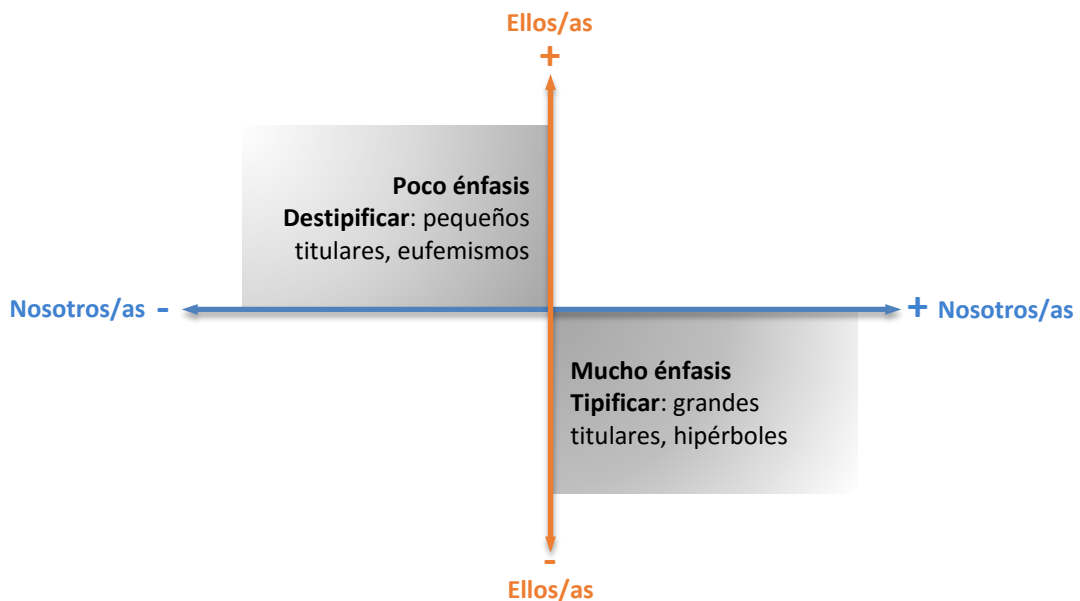 Ellos/as
+
Poco énfasis
Destipificar: pequeños
titulares, eufemismos
Nosotros/as -
+ Nosotros/as
Mucho énfasis
Tipificar: grandes
titulares, hipérboles
-
Ellos/as